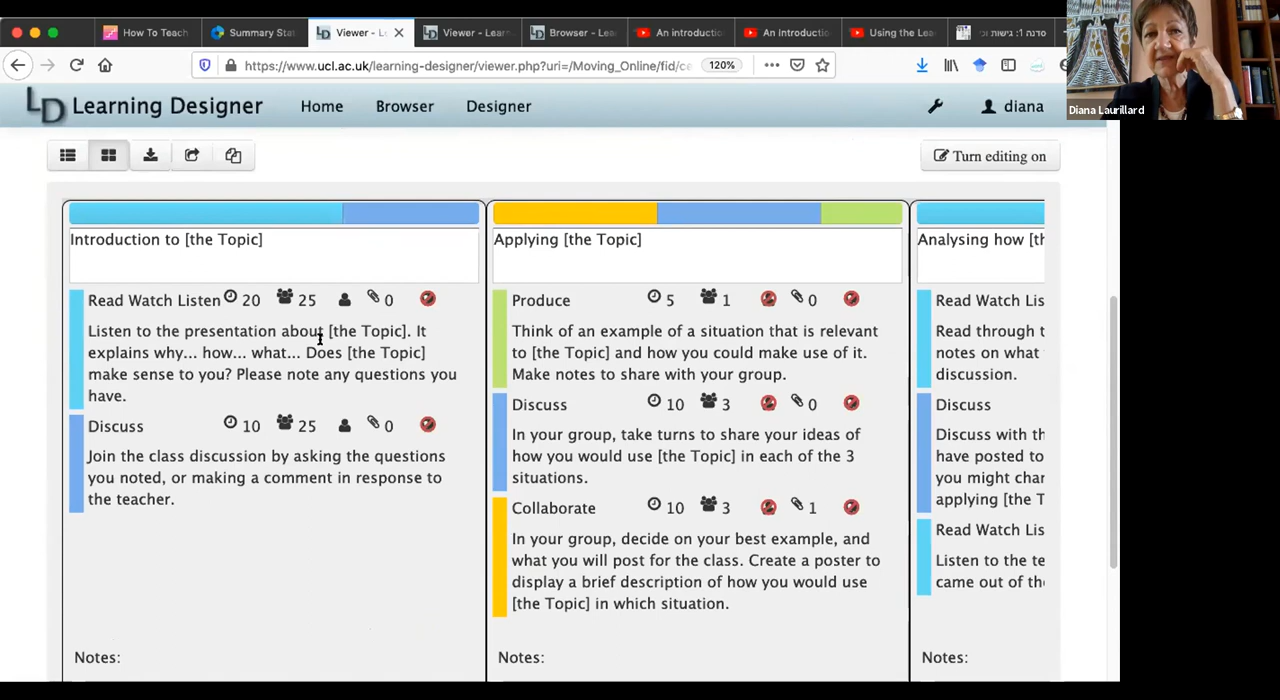 How To Teach
Summary Sta
Viewer - L
Viewer - Learn
Browser - Lea
An introducti
An Introductio
Using the Lea
סדנה 1: גישות וכ
https://www.ucl.ac.uk/learning-designer/viewer.php?uri=/Moving_Online/fid/ce
120%
Diana Laurillard
LD Learning Designer
Home
Browser
Designer
diana
Turn editing on
Introduction to [the Topic]
Read Watch Listen 20 25 0
Listen to the presentation about [the Topic]. It
explains why... how... what... Does [the Topic]
make sense to you? Please note any questions you
have.
Discuss 10 25 0
Join the class discussion by asking the questions
you noted, or making a comment in response to
the teacher.
Notes:
Applying [the Topic]
Produce 5 1 0
Think of an example of a situation that is relevant
to [the Topic] and how you could make use of it.
Make notes to share with your group.
Discuss 10 3 0
In your group, take turns to share your ideas of
how you would use [the Topic] in each of the 3
situations.
Collaborate 10 3 1
In your group, decide on your best example, and
what you will post for the class. Create a poster to
display a brief description of how you would use
[the Topic] in which situation.
Notes:
Analysing how [th
Read Watch Lis
Read through t
notes on what
discussion.
Discuss
Discuss with th
have posted to
you might char
applying [the T
Read Watch Lis
Listen to the te
came out of the
Notes: